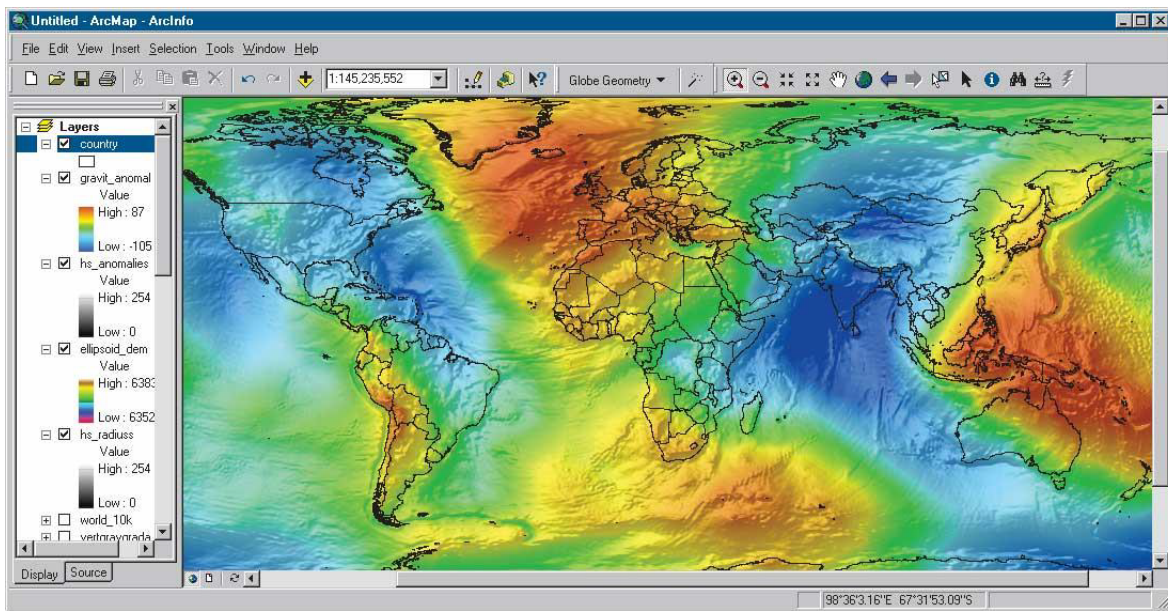 Untitled - ArcMap - ArcInfo
File Edit View Insert Selection Tools Window Help
1:145,235,552
Globe Geometry
Layers
country
gravit_anomal
Value
High : 87
Low : -105
hs_anomalies
Value
High : 254
Low : 0
ellipsoid_dem
Value
High : 6383
Low : 6352
hs_radiuss
Value
High : 254
Low : 0
world_10k
Display Source
98°36'3.16"E 67°31'53.09"S